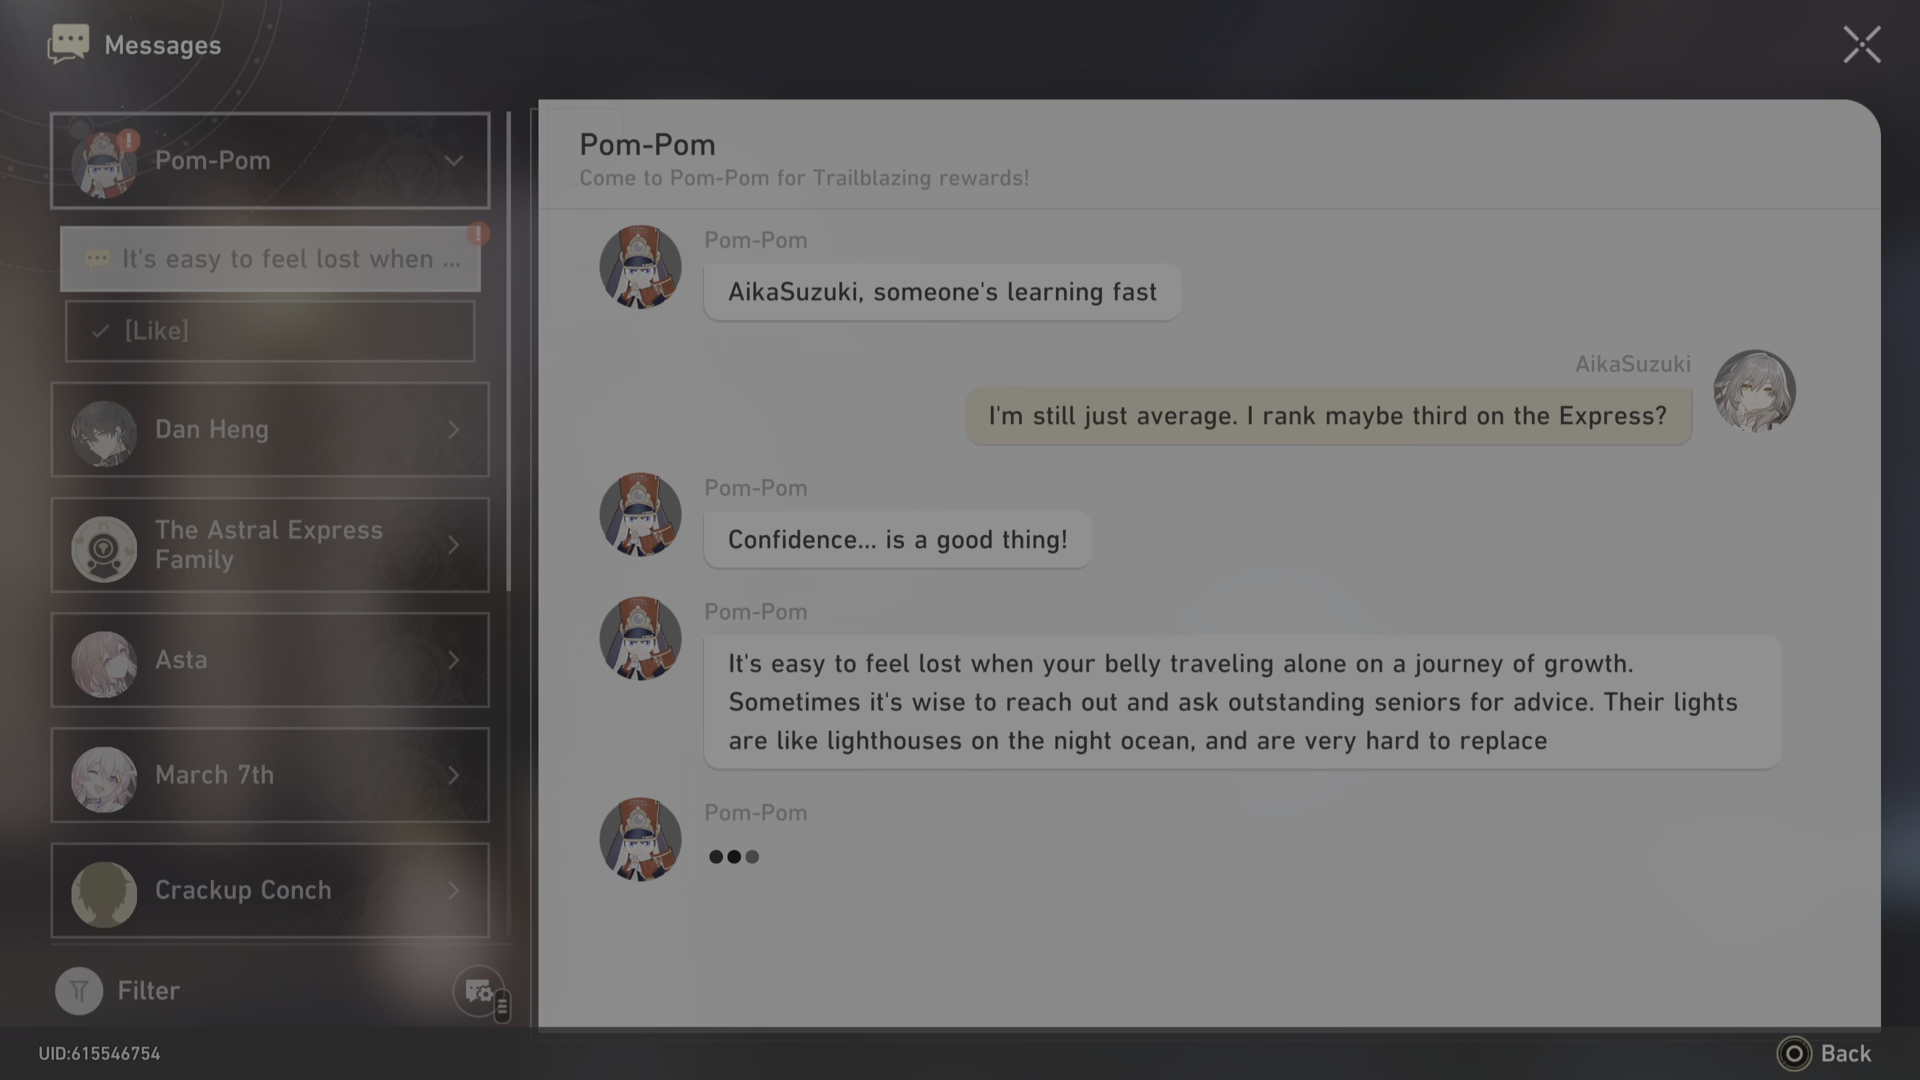 Messages
Pom-Pom
It's easy to feel lost when ...
[Like]
Dan Heng
The Astral Express
Family
Asta
March 7th
Crackup Conch
Filter
Pom-Pom
Come to Pom-Pom for Trailblazing rewards!
Pom-Pom
AikaSuzuki, someone's learning fast
AikaSuzuki
I'm still just average. I rank maybe third on the Express?
Pom-Pom
Confidence... is a good thing!
Pom-Pom
It's easy to feel lost when your belly traveling alone on a journey of growth.
Sometimes it's wise to reach out and ask outstanding seniors for advice. Their lights
are like lighthouses on the night ocean, and are very hard to replace
Pom-Pom
UID:615546754
Back